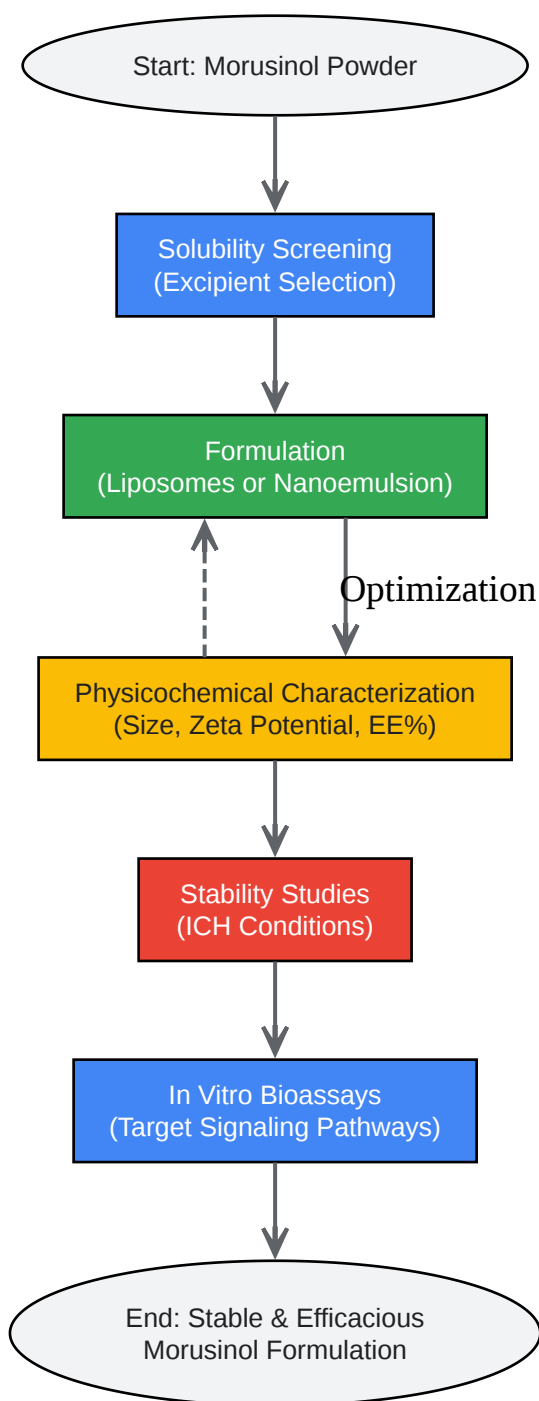 Start: Morusinol Powder
Solubility Screening
(Excipient Selection)
Formulation
(Liposomes or Nanoemulsion)
Optimization
Physicochemical Characterization
(Size, Zeta Potential, EE%)
Stability Studies
(ICH Conditions)
In Vitro Bioassays
(Target Signaling Pathways)
End: Stable & Efficacious
Morusinol Formulation